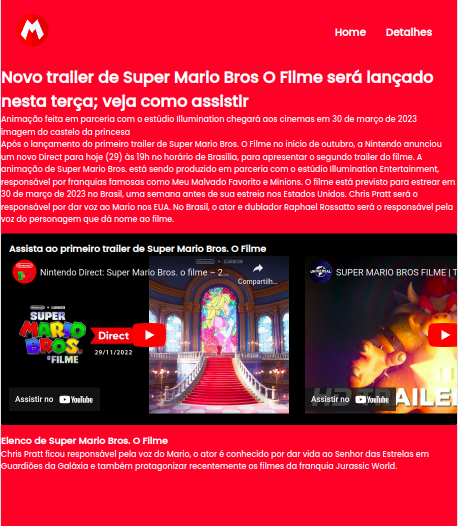 M
Home Detalhes
Novo trailer de Super Mario Bros O Filme será lançado
nesta terça; veja como assistir
Animação feita em parceria com o estúdio Illumination chegará aos cinemas em 30 de março de 2023
imagem do castelo da princesa
Após o lançamento do primeiro trailer de Super Mario Bros. O Filme no início de outubro, a Nintendo anunciou
um novo Direct para hoje (29) às 19h no horário de Brasília, para apresentar o segundo trailer do filme. A
animação de Super Mario Bros. está sendo produzido em parceria com o estúdio Illumination Entertainment,
responsável por franquias famosas como Meu Malvado Favorito e Minions. O filme está previsto para estrear em
30 de março de 2023 no Brasil, uma semana antes de sua estreia nos Estados Unidos. Chris Pratt será o
responsável por dar voz ao Mario nos EUA. No Brasil, o ator e dublador Raphael Rossatto será o responsável pela
voz do personagem que dá nome ao filme.
Assista ao primeiro trailer de Super Mario Bros. O Filme
Nintendo Direct: Super Mario Bros. o filme – 2...
Compartilh...
SUPER
MARIO
BROS.
O FILME
Direct
29/11/2022
Assistir no YouTube
UNIVERSAL
SUPER MARIO BROS FILME | T
HD TRAILER
Assistir no YouTube
Elenco de Super Mario Bros. O Filme
Chris Pratt ficou responsável pela voz do Mario, o ator é conhecido por dar vida ao Senhor das Estrelas em
Guardiões da Galáxia e também protagonizar recentemente os filmes da franquia Jurassic World.